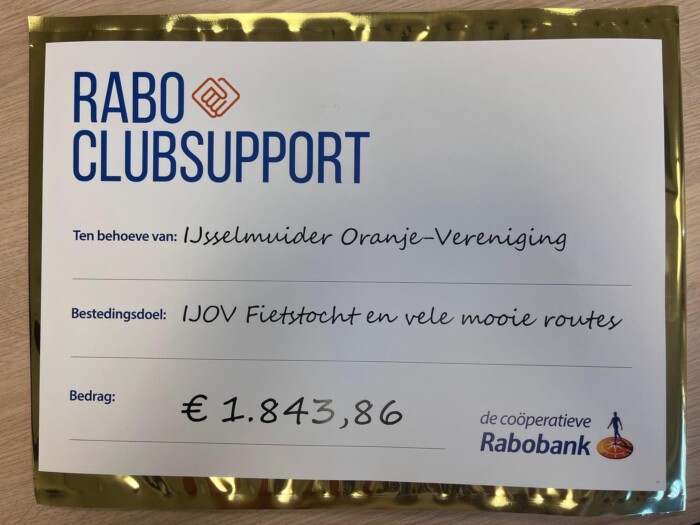 RABO
CLUBSUPPORT
Ten behoeve van: IJsselmuider Oranje-Vereniging
Bestedingsdoel: IJOV Fietstocht en vele mooie routes
Bedrag: € 1.843,86
de coöperatieve
Rabobank